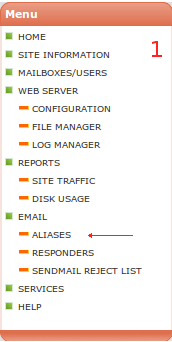 Menu
HOME
1
SITE INFORMATION
MAILBOXES/USERS
WEB SERVER
CONFIGURATION
FILE MANAGER
LOG MANAGER
REPORTS
SITE TRAFFIC
DISK USAGE
EMAIL
ALIASES
RESPONDERS
SENDMAIL REJECT LIST
SERVICES
HELP